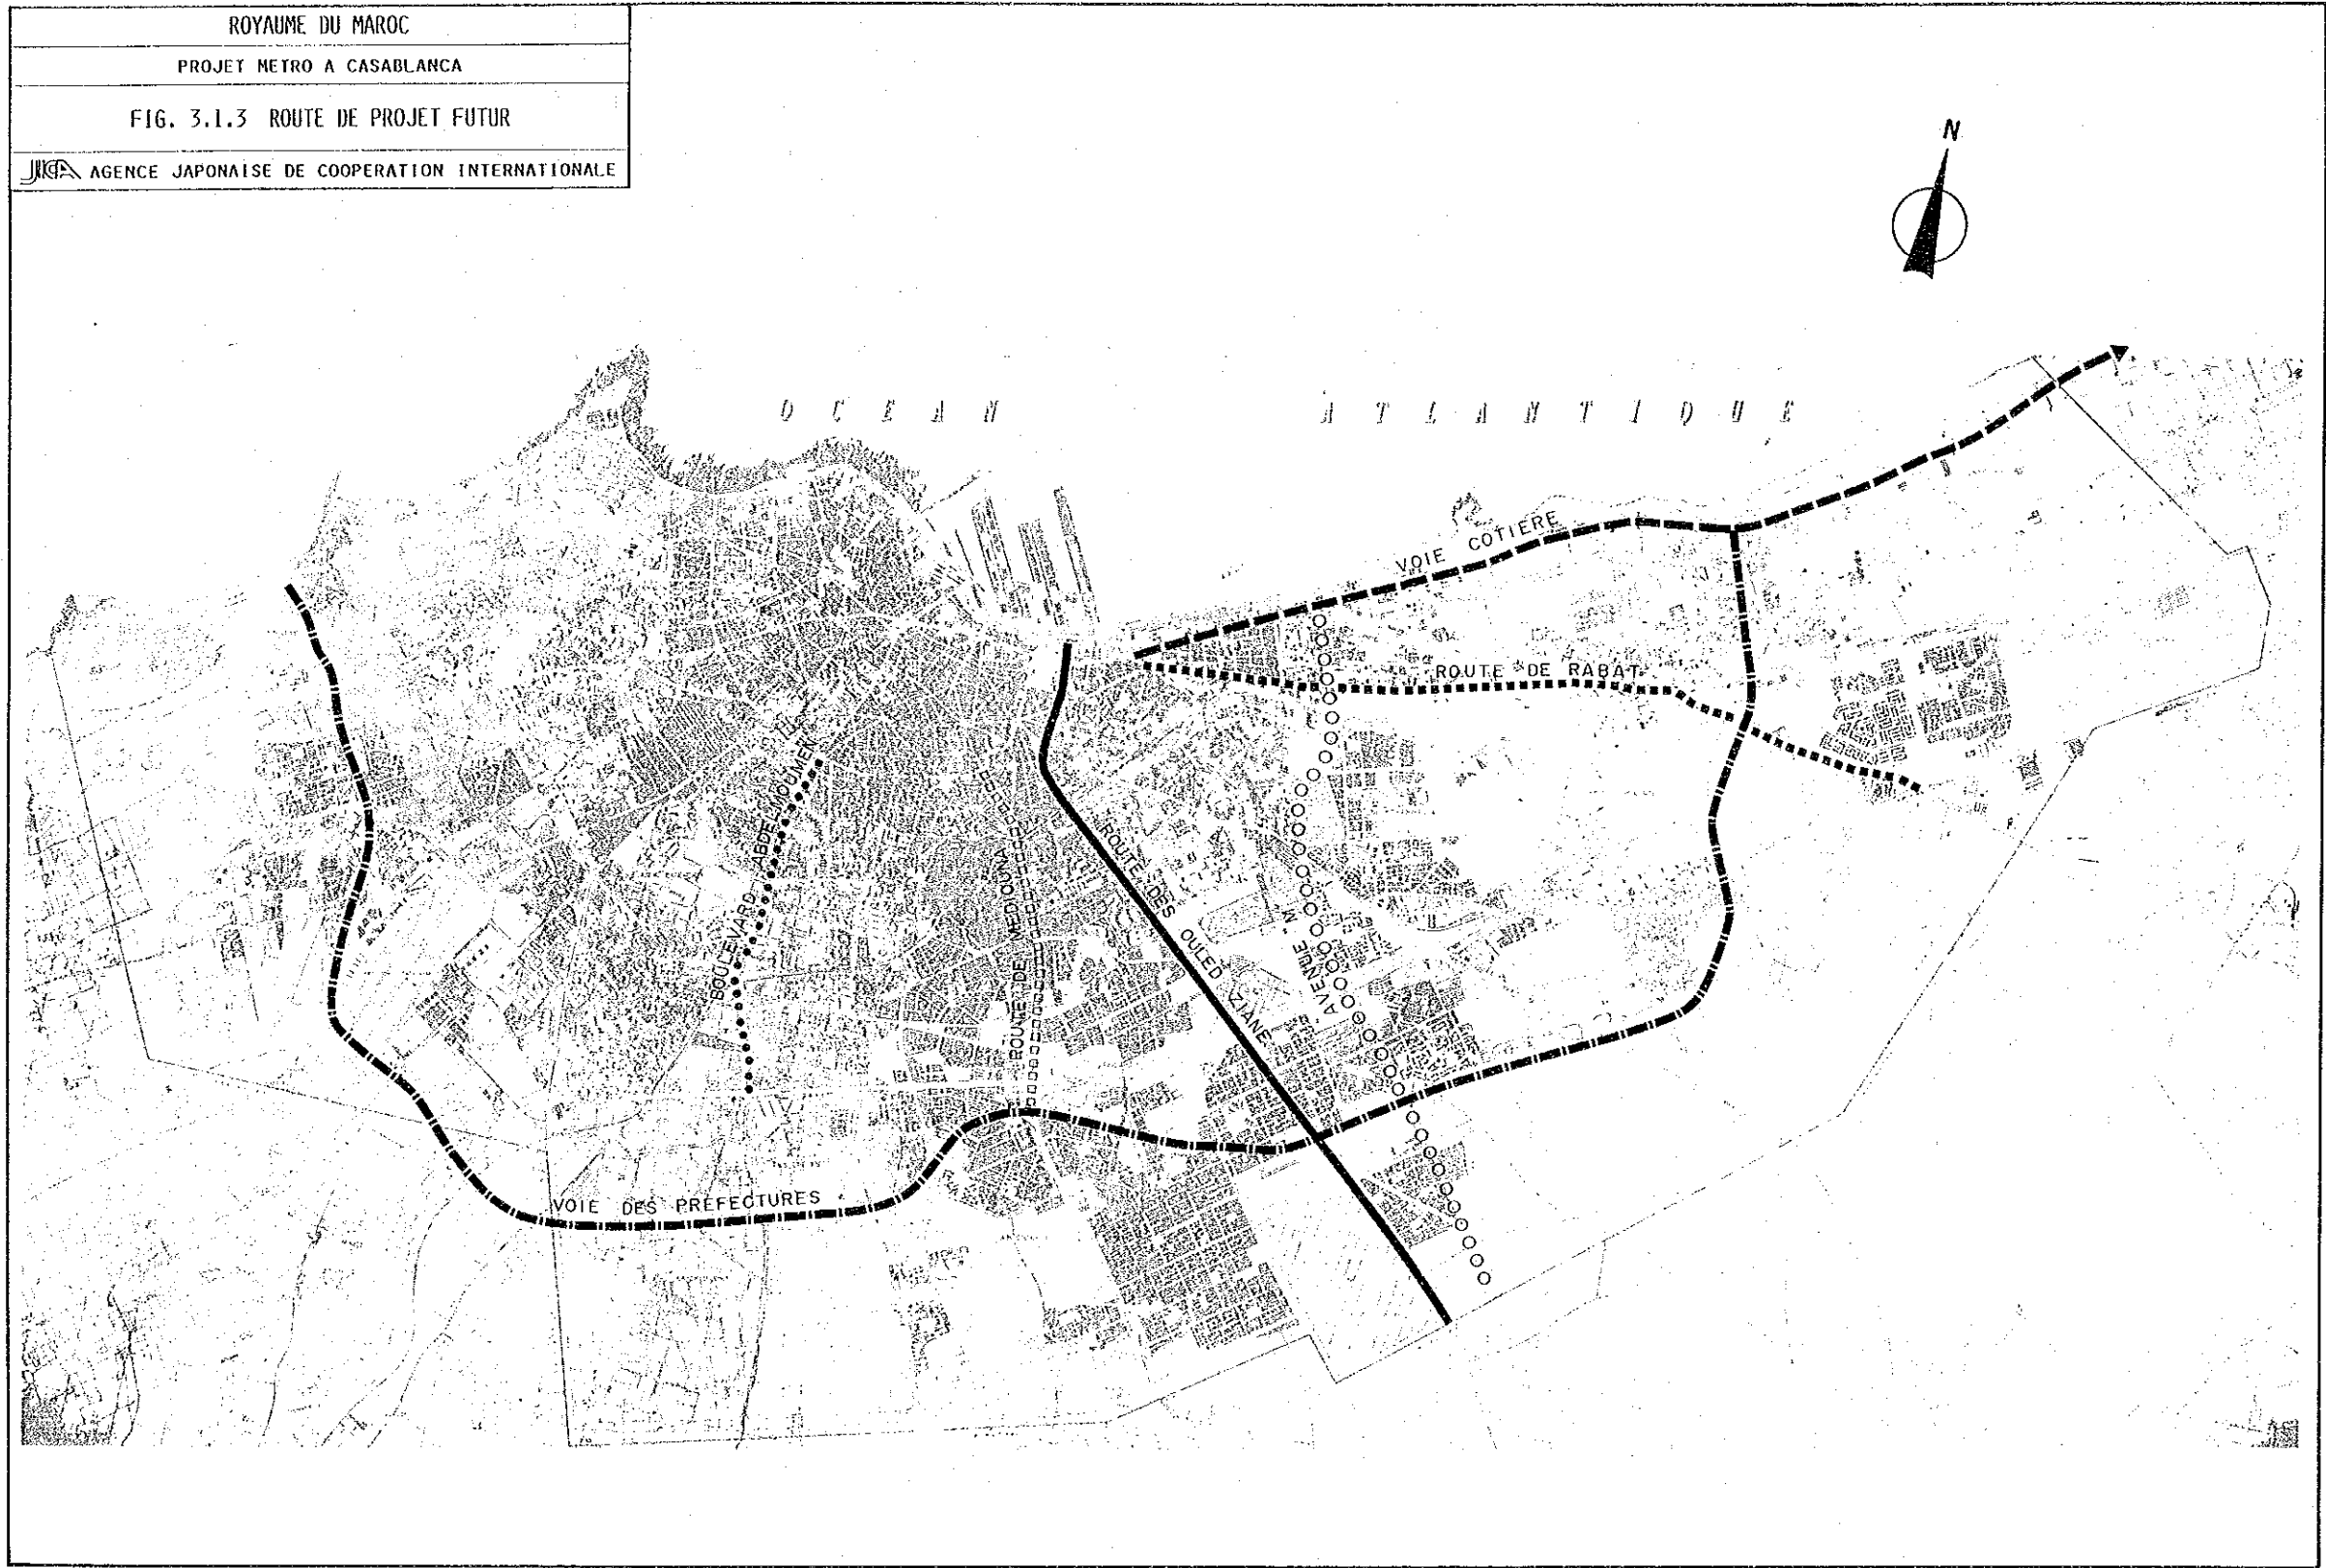 ROYAUME DU MAROC
PROJET METRO A CASABLANCA
FIG. 3.1.3 ROUTE DE PROJET FUTUR
JICA AGENCE JAPONAISE DE COOPERATION INTERNATIONALE
N
OCEAN ATLANTIQUE
VOIE COTIERE
ROUTE DE RABAT
BOULEVARD ABDELMOUMEN
ROUTE DE MEDIOUNA
ROUTE DES OULED ZIANE
AVENUE "M"
VOIE DES PREFECTURES